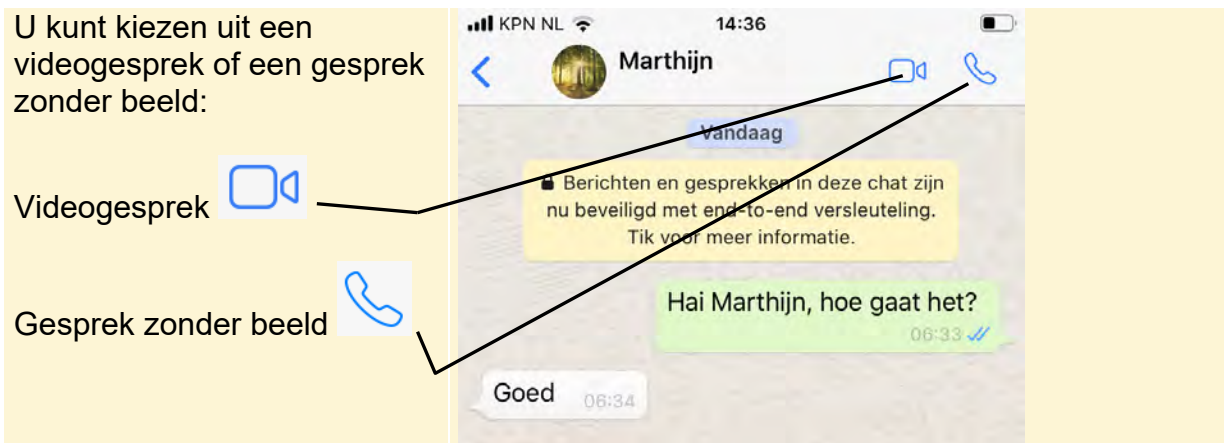 U kunt kiezen uit een
videogesprek of een gesprek
zonder beeld:
Videogesprek
Gesprek zonder beeld
KPN NL 14:36
Marthijn
Vandaag
Berichten en gesprekken in deze chat zijn
nu beveiligd met end-to-end versleuteling.
Tik voor meer informatie.
Hai Marthijn, hoe gaat het?
06:33
Goed 06:34